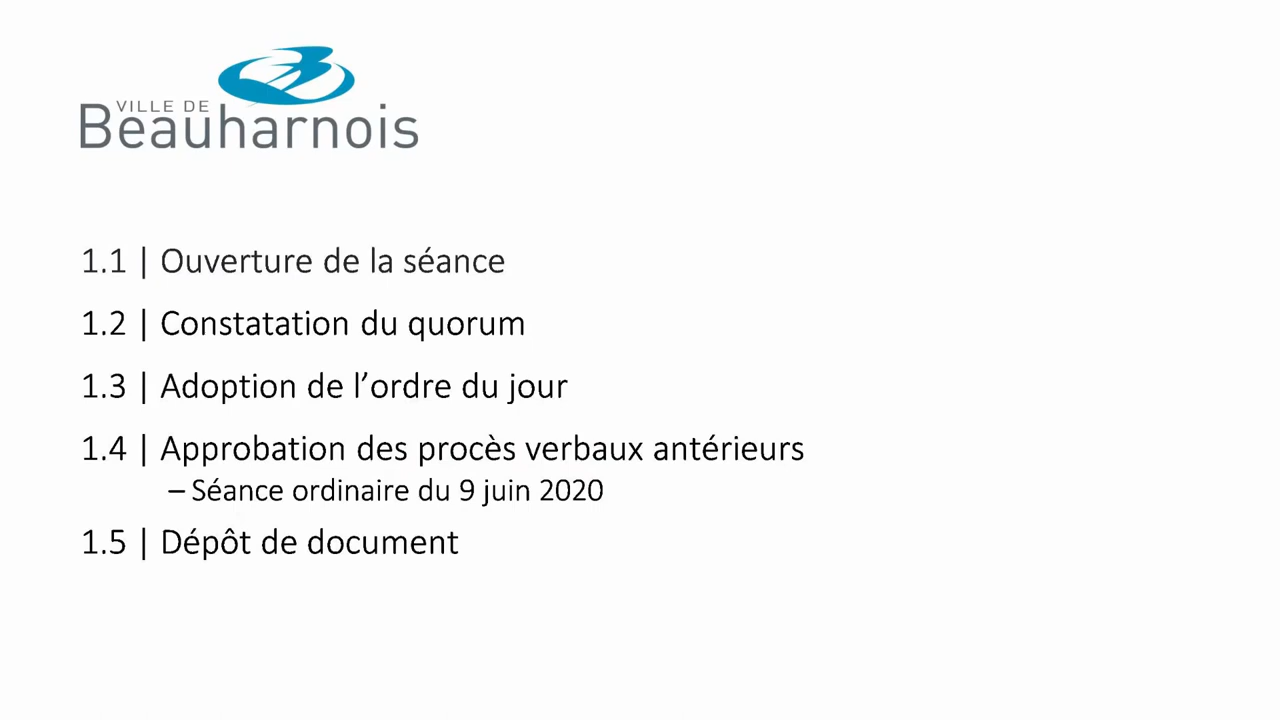 VILLE DE
Beauharnois
1.1 | Ouverture de la séance
1.2 | Constatation du quorum
1.3 | Adoption de l’ordre du jour
1.4 | Approbation des procès verbaux antérieurs
– Séance ordinaire du 9 juin 2020
1.5 | Dépôt de document